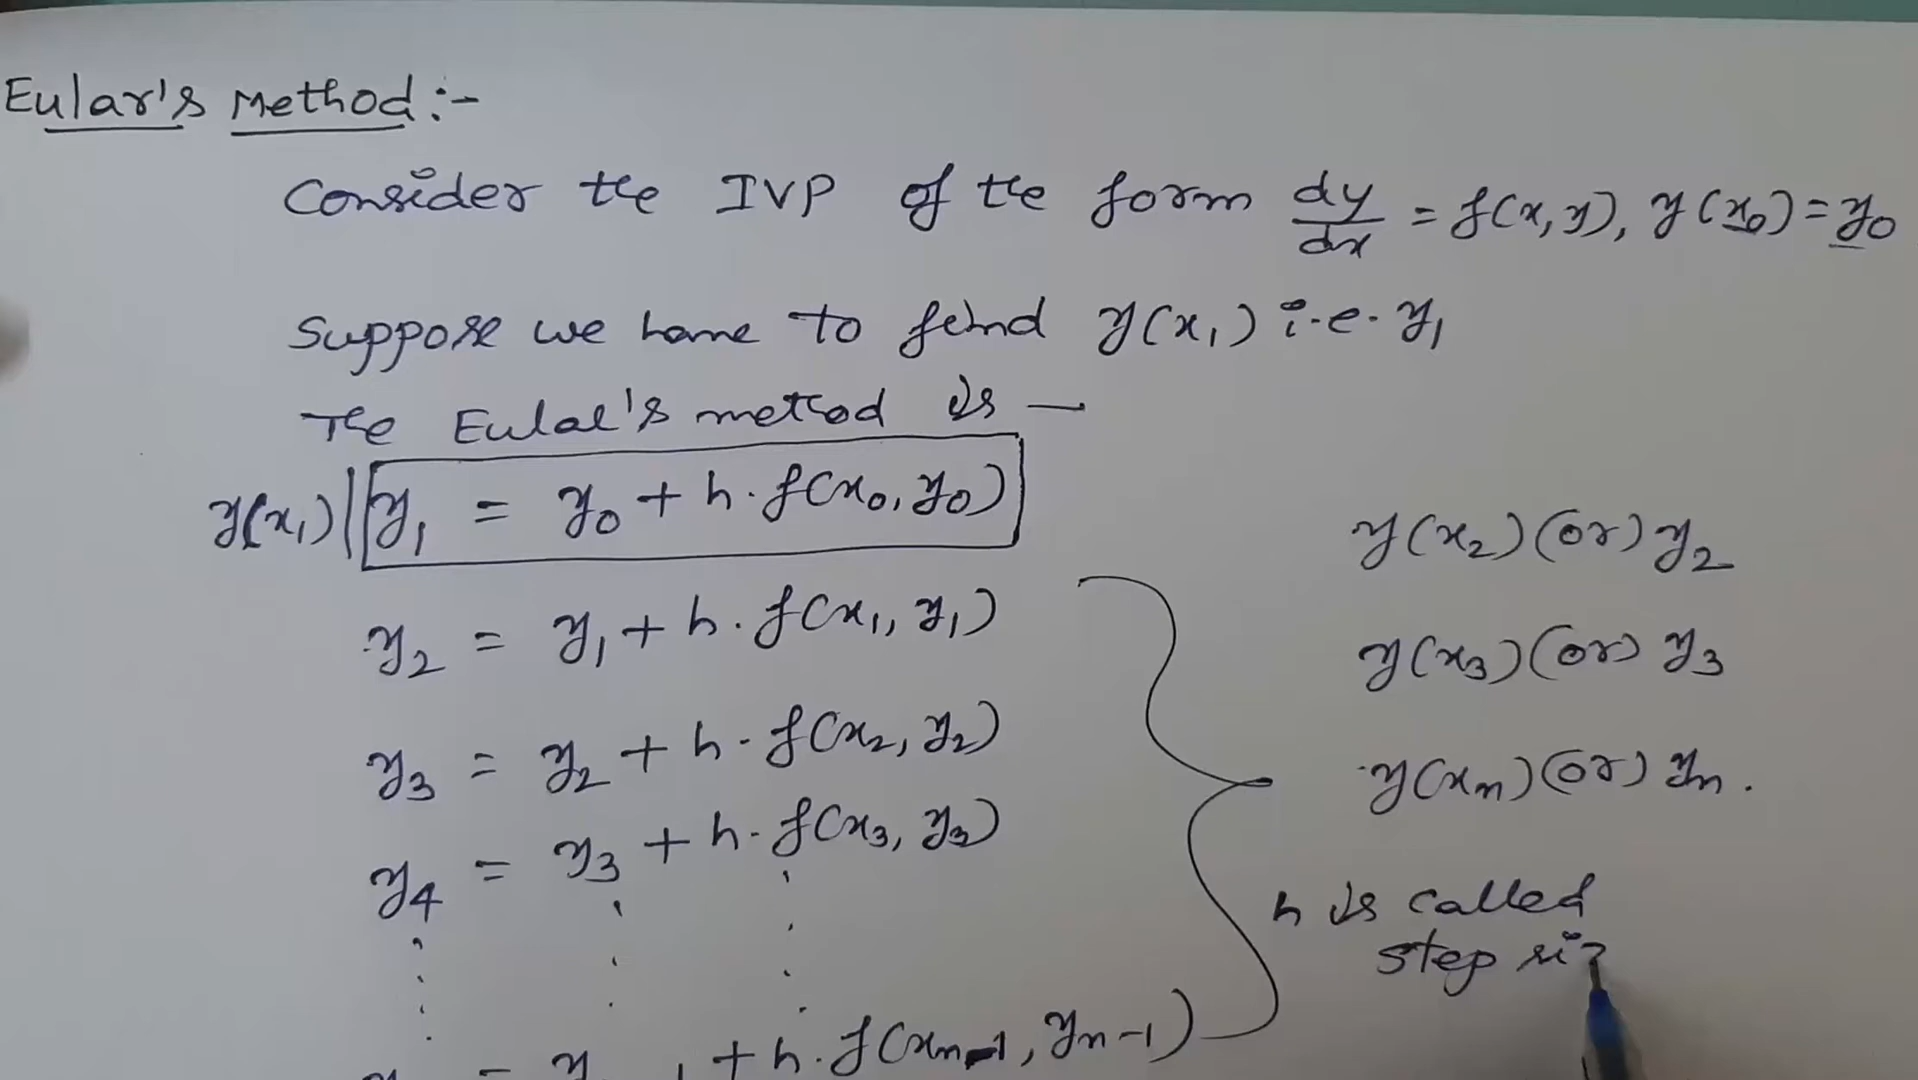 Eular's Method:-
Consider the IVP of the form dy/dx = f(x, y), y(x₀) = y₀
Suppose we have to find y(x₁) i.e. y₁
The Eular's method is —
y(x₁) | y₁ = y₀ + h. f(x₀, y₀)
y₂ = y₁ + h. f(x₁, y₁)
y₃ = y₂ + h. f(x₂, y₂)
y₄ = y₃ + h. f(x₃, y₃)
+ h. f(xₙ₋₁, yₙ₋₁)
y(x₂) (or) y₂
y(x₃) (or) y₃
y(xₙ) (or) yₙ.
h is called
step siz